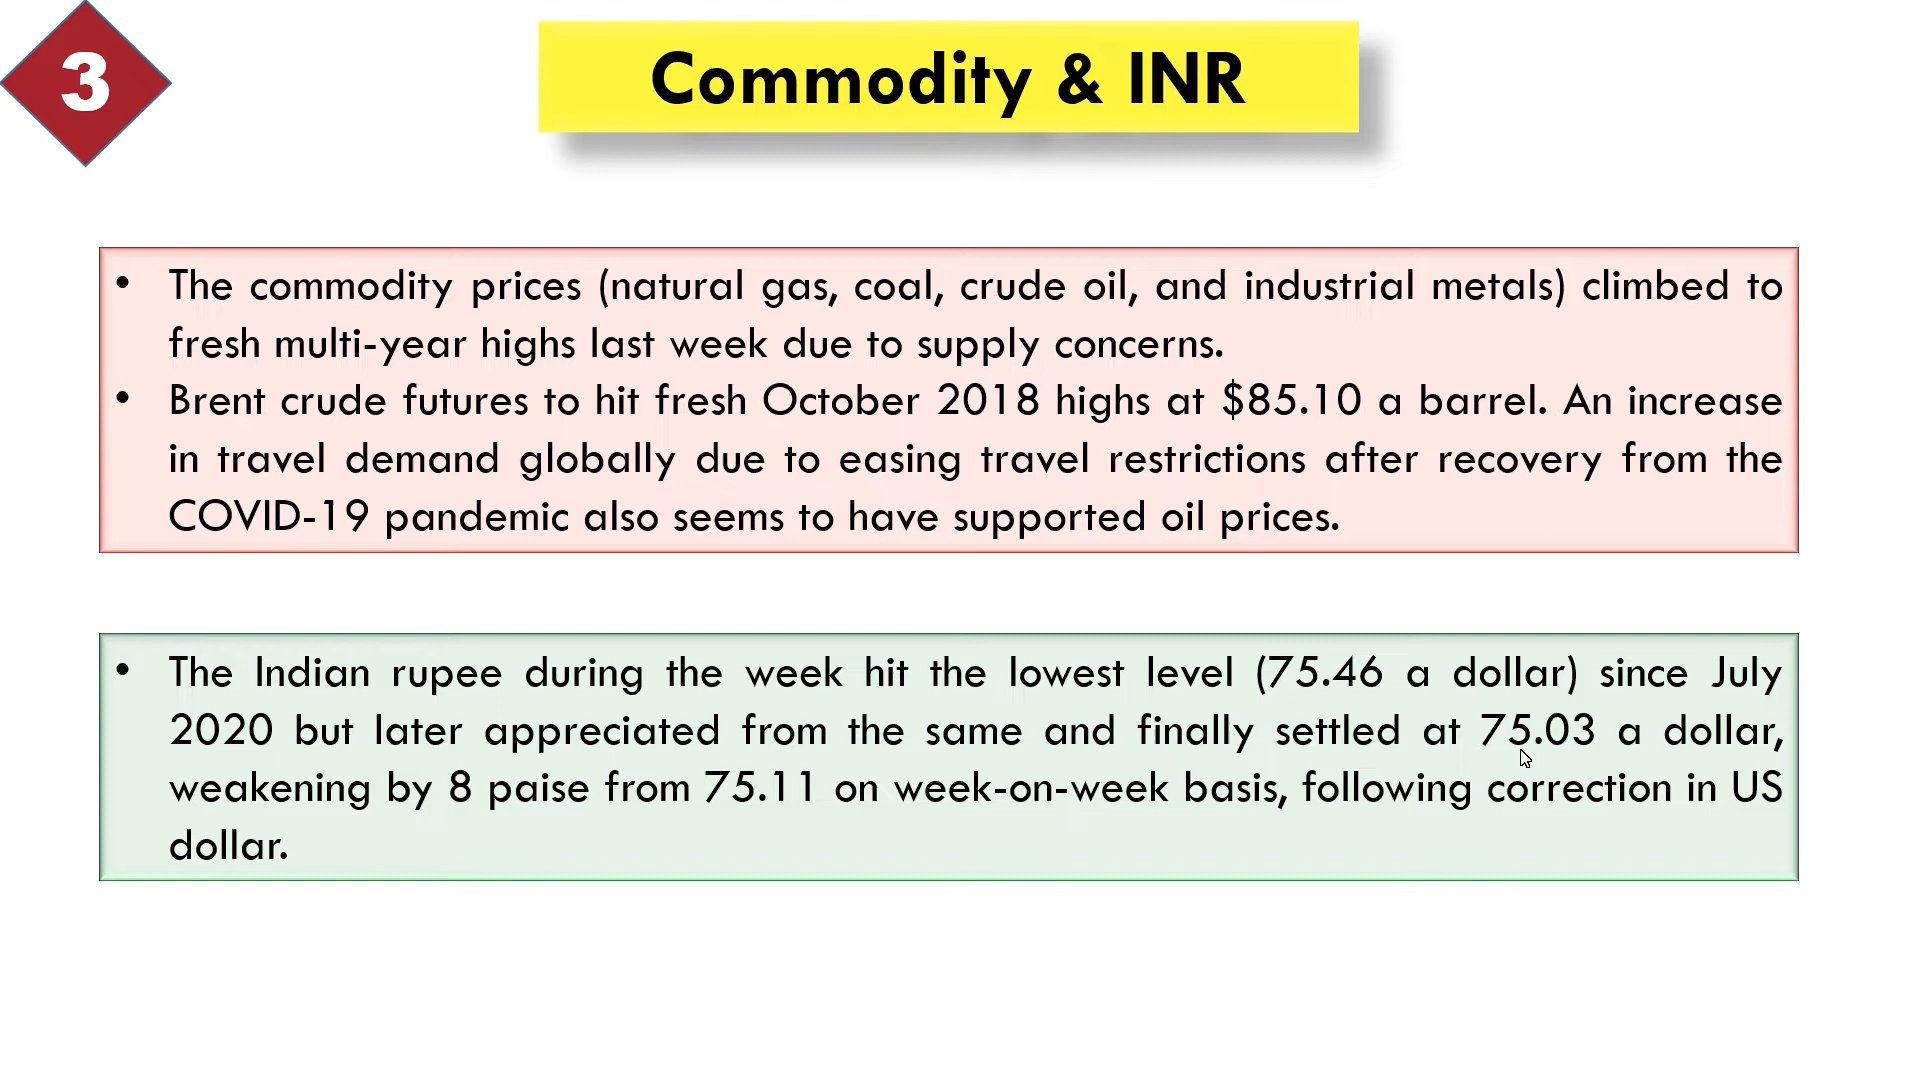 3
Commodity & INR
• The commodity prices (natural gas, coal, crude oil, and industrial metals) climbed to
fresh multi-year highs last week due to supply concerns.
• Brent crude futures to hit fresh October 2018 highs at $85.10 a barrel. An increase
in travel demand globally due to easing travel restrictions after recovery from the
COVID-19 pandemic also seems to have supported oil prices.
• The Indian rupee during the week hit the lowest level (75.46 a dollar) since July
2020 but later appreciated from the same and finally settled at 75.03 a dollar,
weakening by 8 paise from 75.11 on week-on-week basis, following correction in US
dollar.